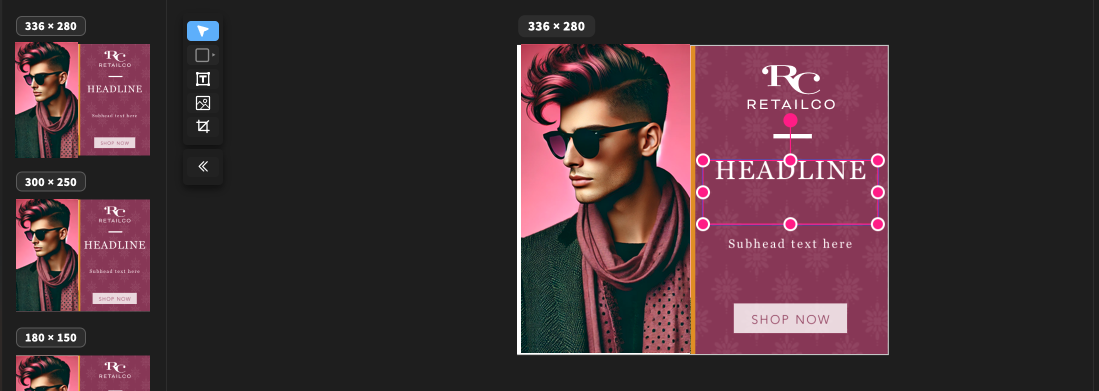 336 × 280
RC
RETAILCO
HEADLINE
Subhead text here
SHOP NOW
300 × 250
RC
RETAILCO
HEADLINE
Subhead text here
SHOP NOW
180 × 150
RC
RETAILCO
T
336 × 280
RC
RETAILCO
HEADLINE
Subhead text here
SHOP NOW